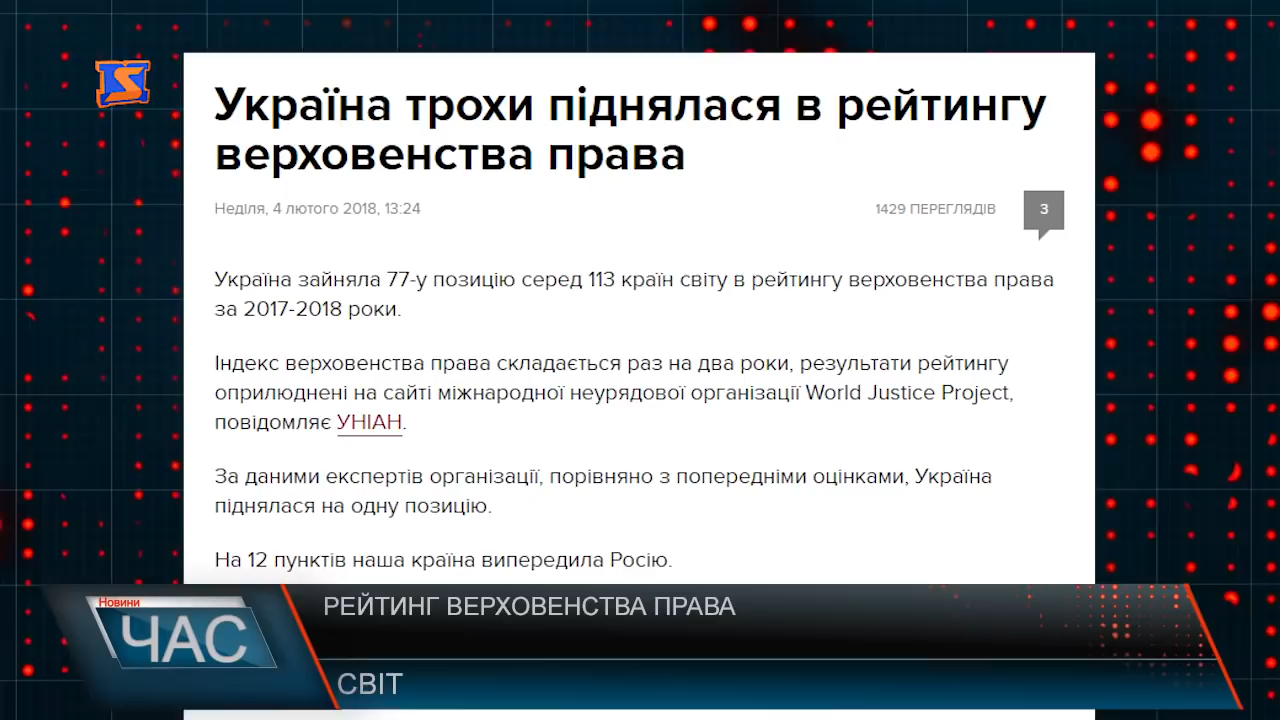 Україна трохи піднялася в рейтингу
верховенства права
Неділя, 4 лютого 2018, 13:24
1429 ПЕРЕГЛЯДІВ
3
Україна зайняла 77-у позицію серед 113 країн світу в рейтингу верховенства права
за 2017-2018 роки.
Індекс верховенства права складається раз на два роки, результати рейтингу
оприлюднені на сайті міжнародної неурядової організації World Justice Project,
повідомляє УНІАН.
За даними експертів організації, порівняно з попередніми оцінками, Україна
піднялася на одну позицію.
На 12 пунктів наша країна випередила Росію.
Новини
ЧАС
РЕЙТИНГ ВЕРХОВЕНСТВА ПРАВА
СВІТ